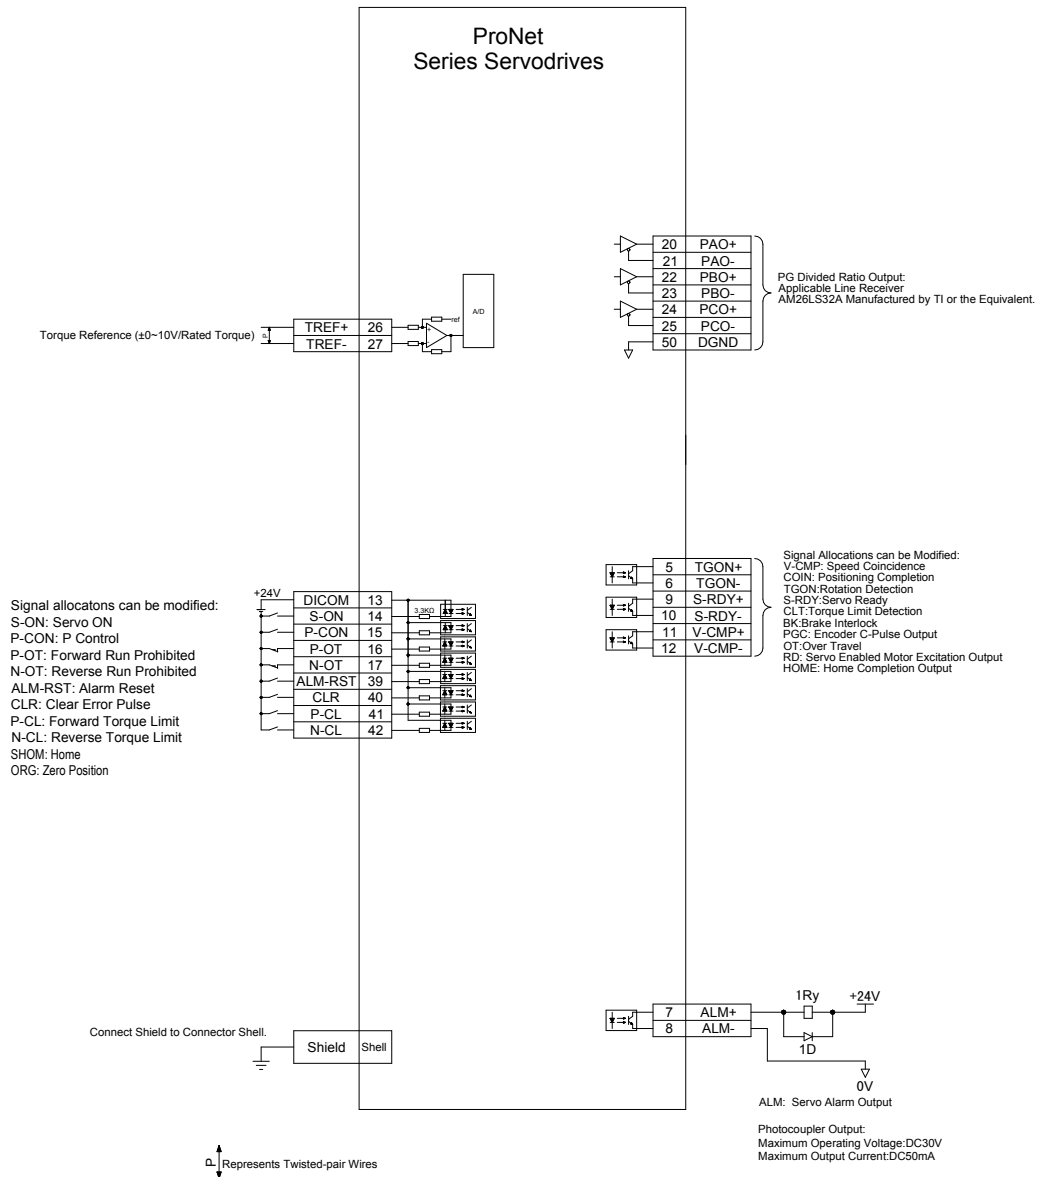 ProNet
Series Servodrives
20 PAO+
21 PAO-
22 PBO+
23 PBO-
24 PCO+
25 PCO-
50 DGND
PG Divided Ratio Output:
Applicable Line Receiver
AM26LS32A Manufactured by TI or the Equivalent.
Torque Reference (±0~10V/Rated Torque)
P
TREF+ 26
TREF- 27
ref
A/D
Signal allocatons can be modified:
S-ON: Servo ON
P-CON: P Control
P-OT: Forward Run Prohibited
N-OT: Reverse Run Prohibited
ALM-RST: Alarm Reset
CLR: Clear Error Pulse
P-CL: Forward Torque Limit
N-CL: Reverse Torque Limit
SHOM: Home
ORG: Zero Position
+24V
DICOM 13
S-ON 14
P-CON 15
P-OT 16
N-OT 17
ALM-RST 39
CLR 40
P-CL 41
N-CL 42
3.3KΩ
5 TGON+
6 TGON-
9 S-RDY+
10 S-RDY-
11 V-CMP+
12 V-CMP-
Signal Allocations can be Modified:
V-CMP: Speed Coincidence
COIN: Positioning Completion
TGON:Rotation Detection
S-RDY:Servo Ready
CLT:Torque Limit Detection
BK:Brake Interlock
PGC: Encoder C-Pulse Output
OT:Over Travel
RD: Servo Enabled Motor Excitation Output
HOME: Home Completion Output
Connect Shield to Connector Shell.
Shield Shell
7 ALM+
8 ALM-
1Ry
+24V
1D
0V
ALM: Servo Alarm Output
Photocoupler Output:
Maximum Operating Voltage:DC30V
Maximum Output Current:DC50mA
P Represents Twisted-pair Wires